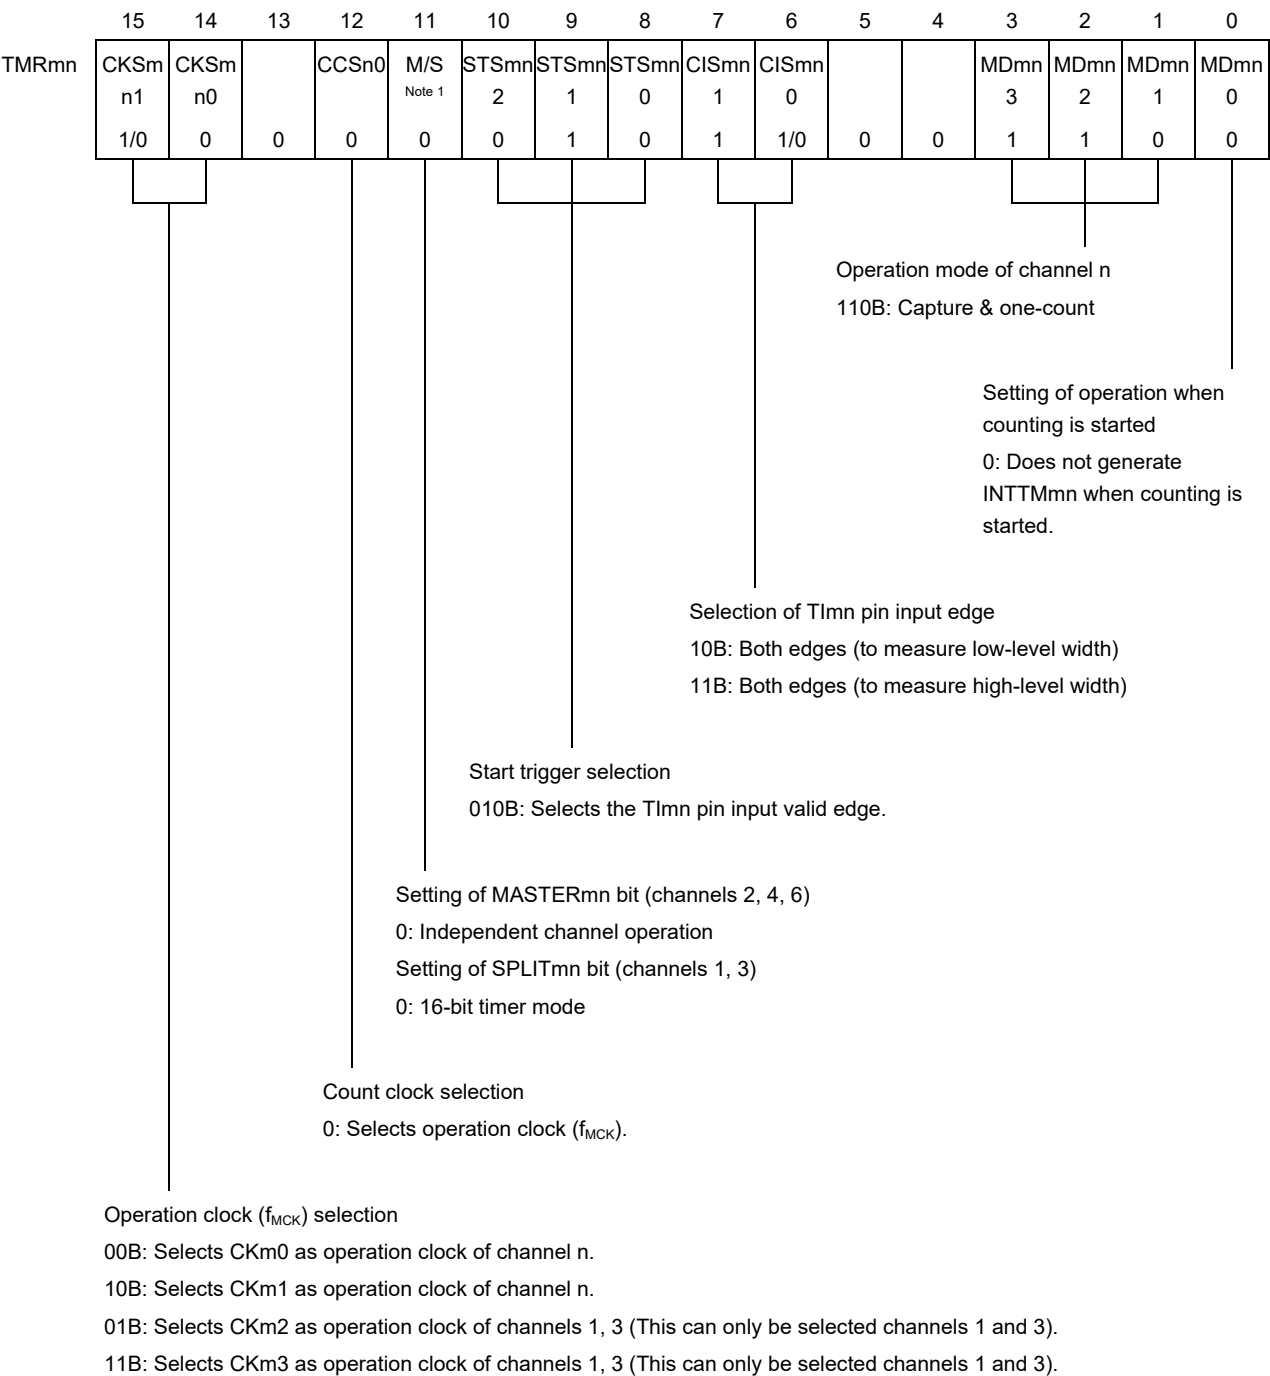 15 14 13 12 11 10 9 8 7 6 5 4 3 2 1 0
TMRmn CKSm CKSm CCSn0 M/S STSmn STSmn STSmn CISmn CISmn MDmn MDmn MDmn MDmn
n1 n0 Note 1 2 1 0 1 0 3 2 1 0
1/0 0 0 0 0 0 1 0 1 1/0 0 0 1 1 0 0
Operation mode of channel n
110B: Capture & one-count
Setting of operation when
counting is started
0: Does not generate
INTTMmn when counting is
started.
Selection of TImn pin input edge
10B: Both edges (to measure low-level width)
11B: Both edges (to measure high-level width)
Start trigger selection
010B: Selects the TImn pin input valid edge.
Setting of MASTERmn bit (channels 2, 4, 6)
0: Independent channel operation
Setting of SPLITmn bit (channels 1, 3)
0: 16-bit timer mode
Count clock selection
0: Selects operation clock (fMCK).
Operation clock (fMCK) selection
00B: Selects CKm0 as operation clock of channel n.
10B: Selects CKm1 as operation clock of channel n.
01B: Selects CKm2 as operation clock of channels 1, 3 (This can only be selected channels 1 and 3).
11B: Selects CKm3 as operation clock of channels 1, 3 (This can only be selected channels 1 and 3).